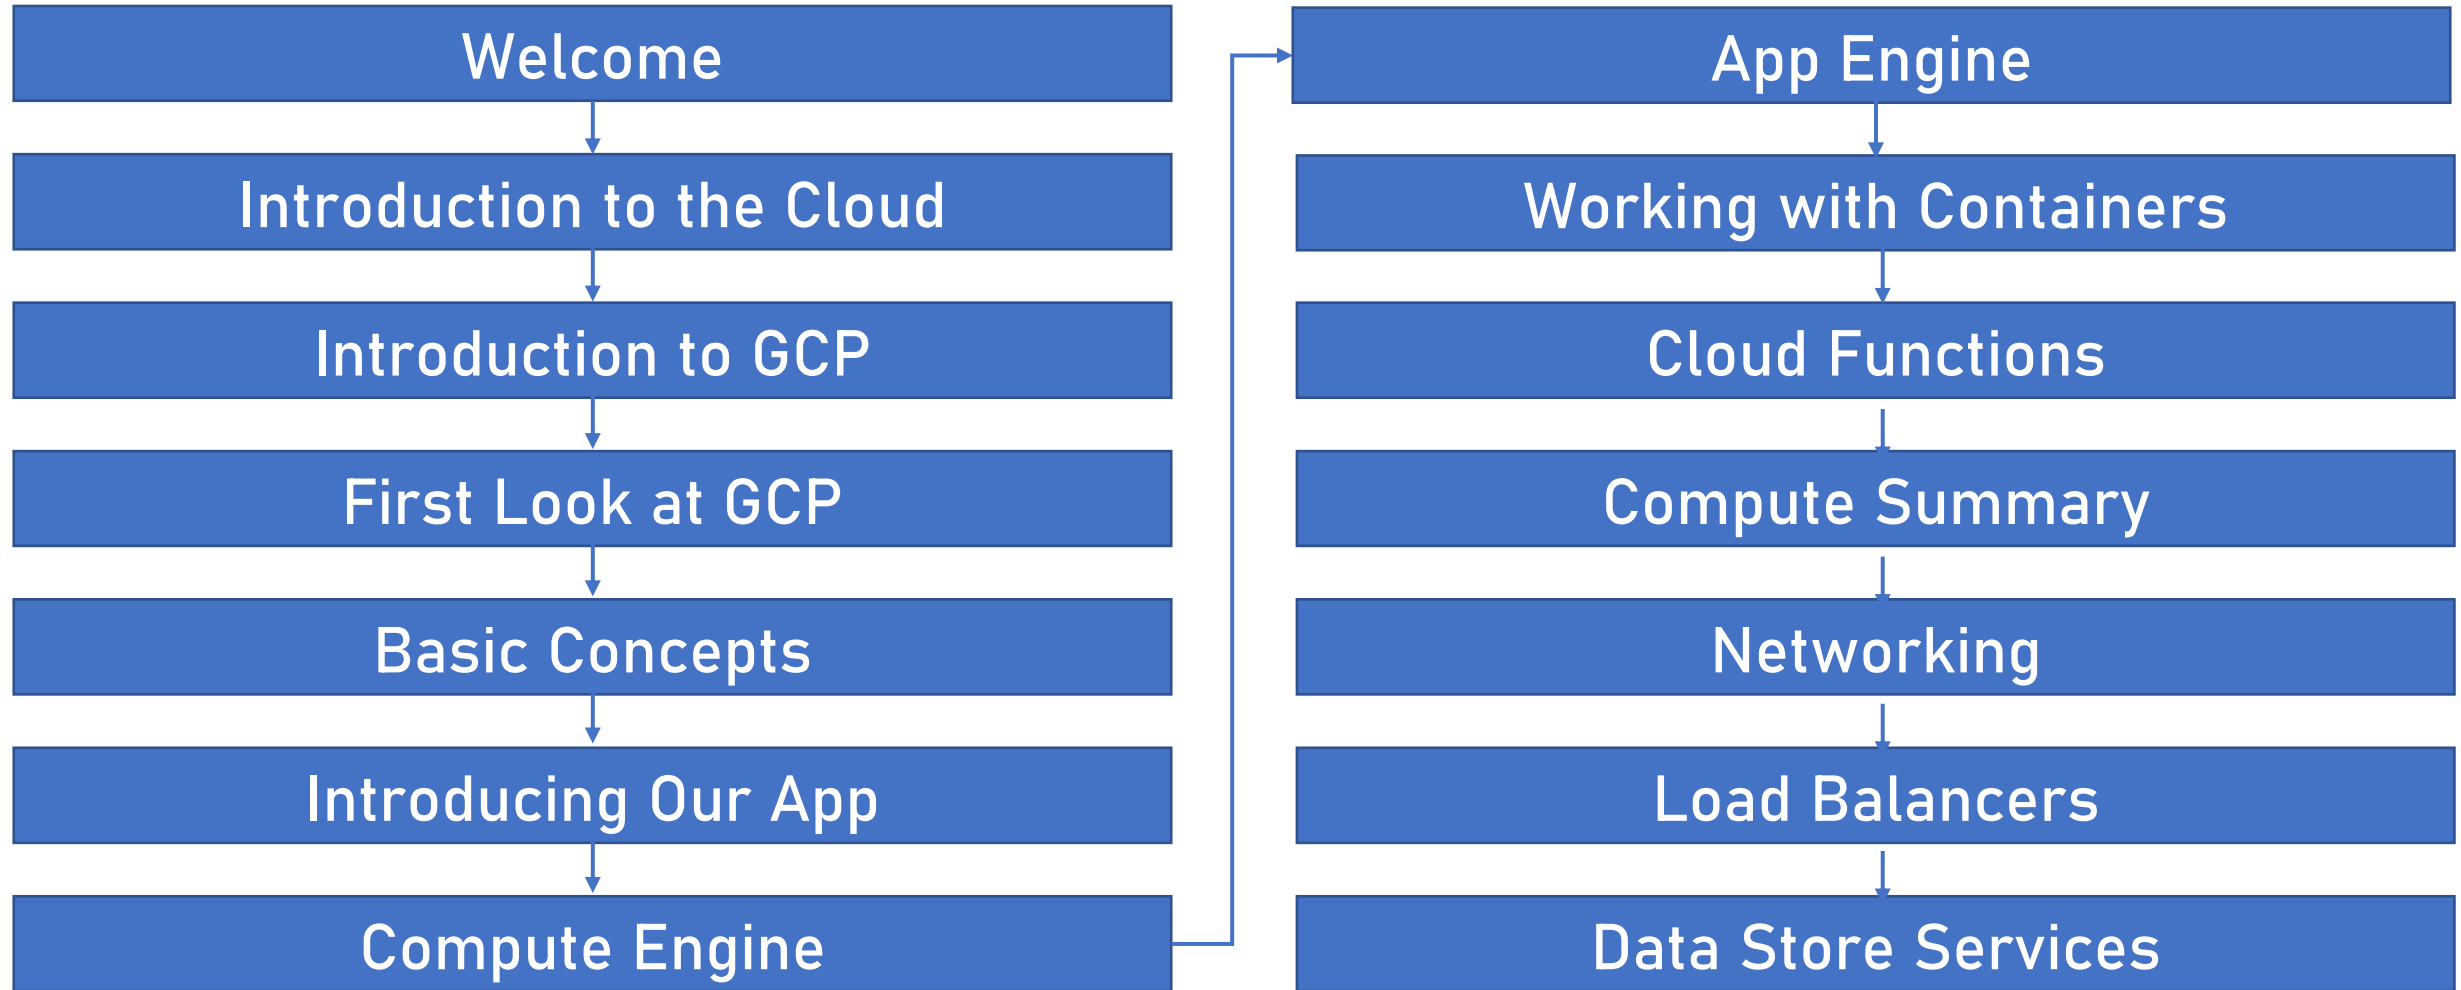 Welcome
Introduction to the Cloud
Introduction to GCP
First Look at GCP
Basic Concepts
Introducing Our App
Compute Engine
App Engine
Working with Containers
Cloud Functions
Compute Summary
Networking
Load Balancers
Data Store Services